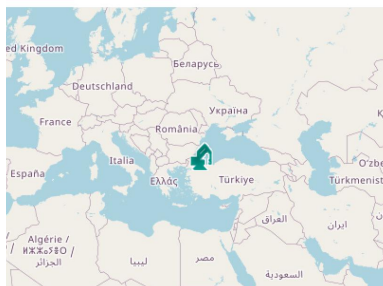 ed Kingdom
Беларусь
Deutschland
Україна
France
România
Italia
O'zbe
España
Ελλάς
Türkiye
Türkmenist
Algérie /
ⵍⵣⵣⴰⵢⴻⵔ /
الجزائر
ليبيا
مصر
العراق
ایران
السعودية